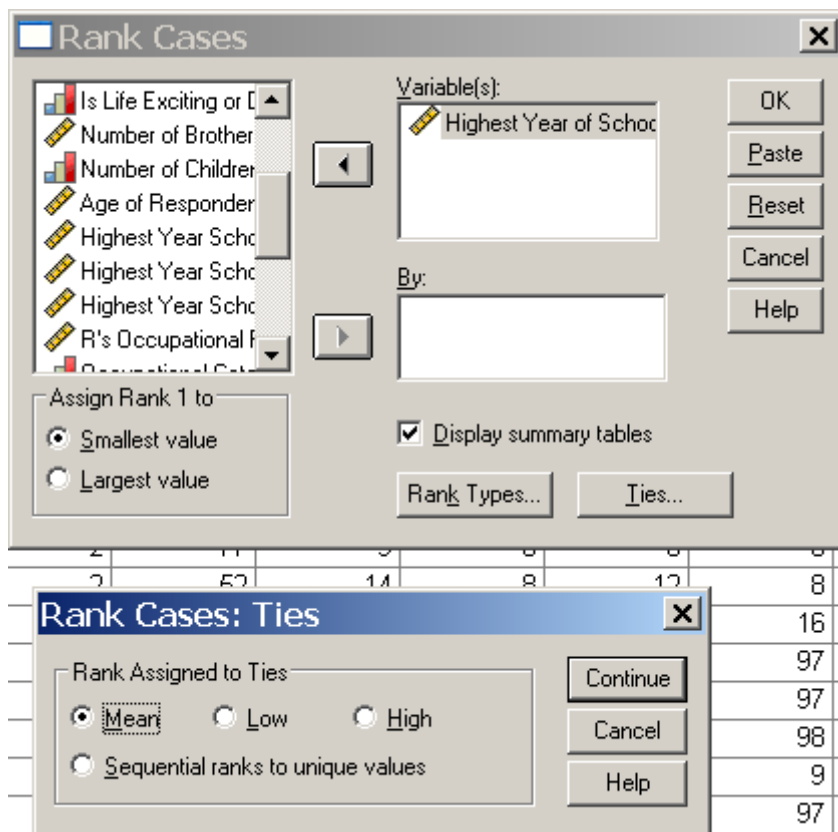 Rank Cases
Is Life Exciting or
Number of Brother
Number of Children
Age of Responder
Highest Year Scho
Highest Year Scho
Highest Year Scho
R's Occupational
Variable(s):
Highest Year of Schoo
By:
OK
Paste
Reset
Cancel
Help
Assign Rank 1 to
Smallest value
Largest value
Display summary tables
Rank Types...
Ties...
2 52 14 8 12 8
Rank Cases: Ties
Rank Assigned to Ties
Mean Low High
Sequential ranks to unique values
Continue
Cancel
Help
16
97
97
98
9
97